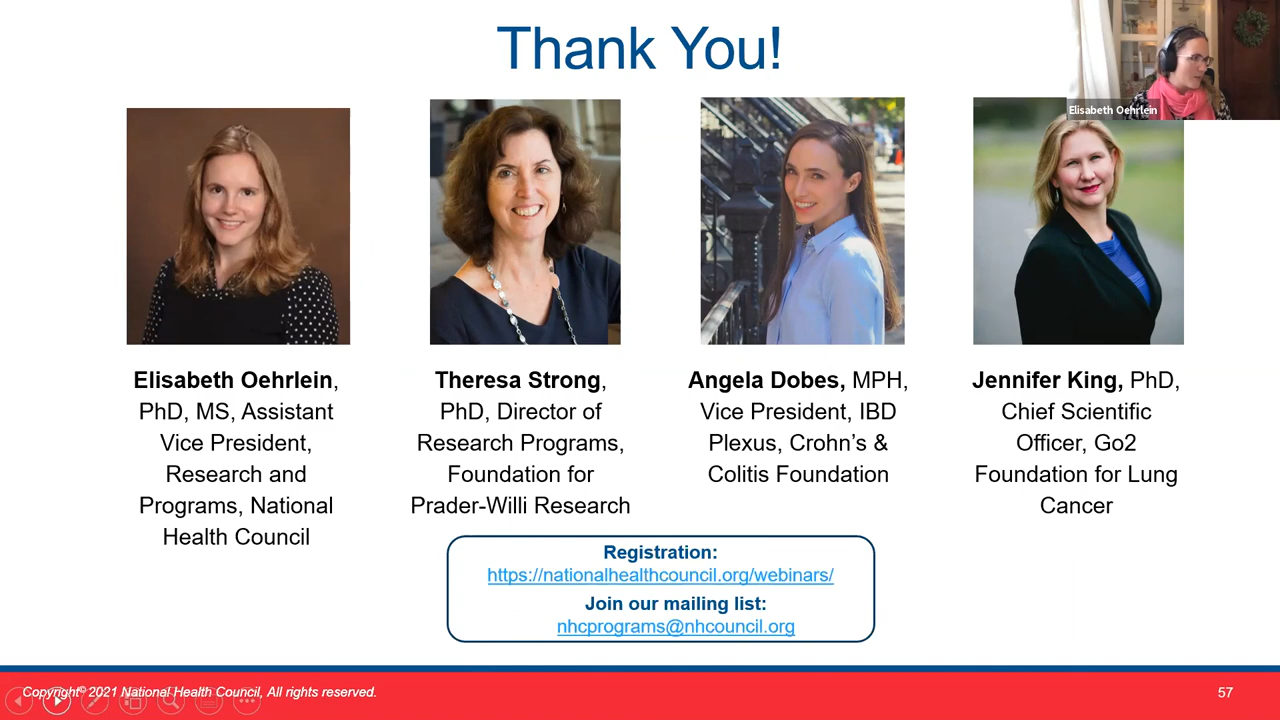 Thank You!
Elisabeth Oehrlein
Elisabeth Oehrlein,
PhD, MS, Assistant
Vice President,
Research and
Programs, National
Health Council
Theresa Strong,
PhD, Director of
Research Programs,
Foundation for
Prader-Willi Research
Angela Dobes, MPH,
Vice President, IBD
Plexus, Crohn’s &
Colitis Foundation
Jennifer King, PhD,
Chief Scientific
Officer, Go2
Foundation for Lung
Cancer
Registration:
https://nationalhealthcouncil.org/webinars/
Join our mailing list:
nhcprograms@nhcouncil.org
Copyright© 2021 National Health Council, All rights reserved.
57